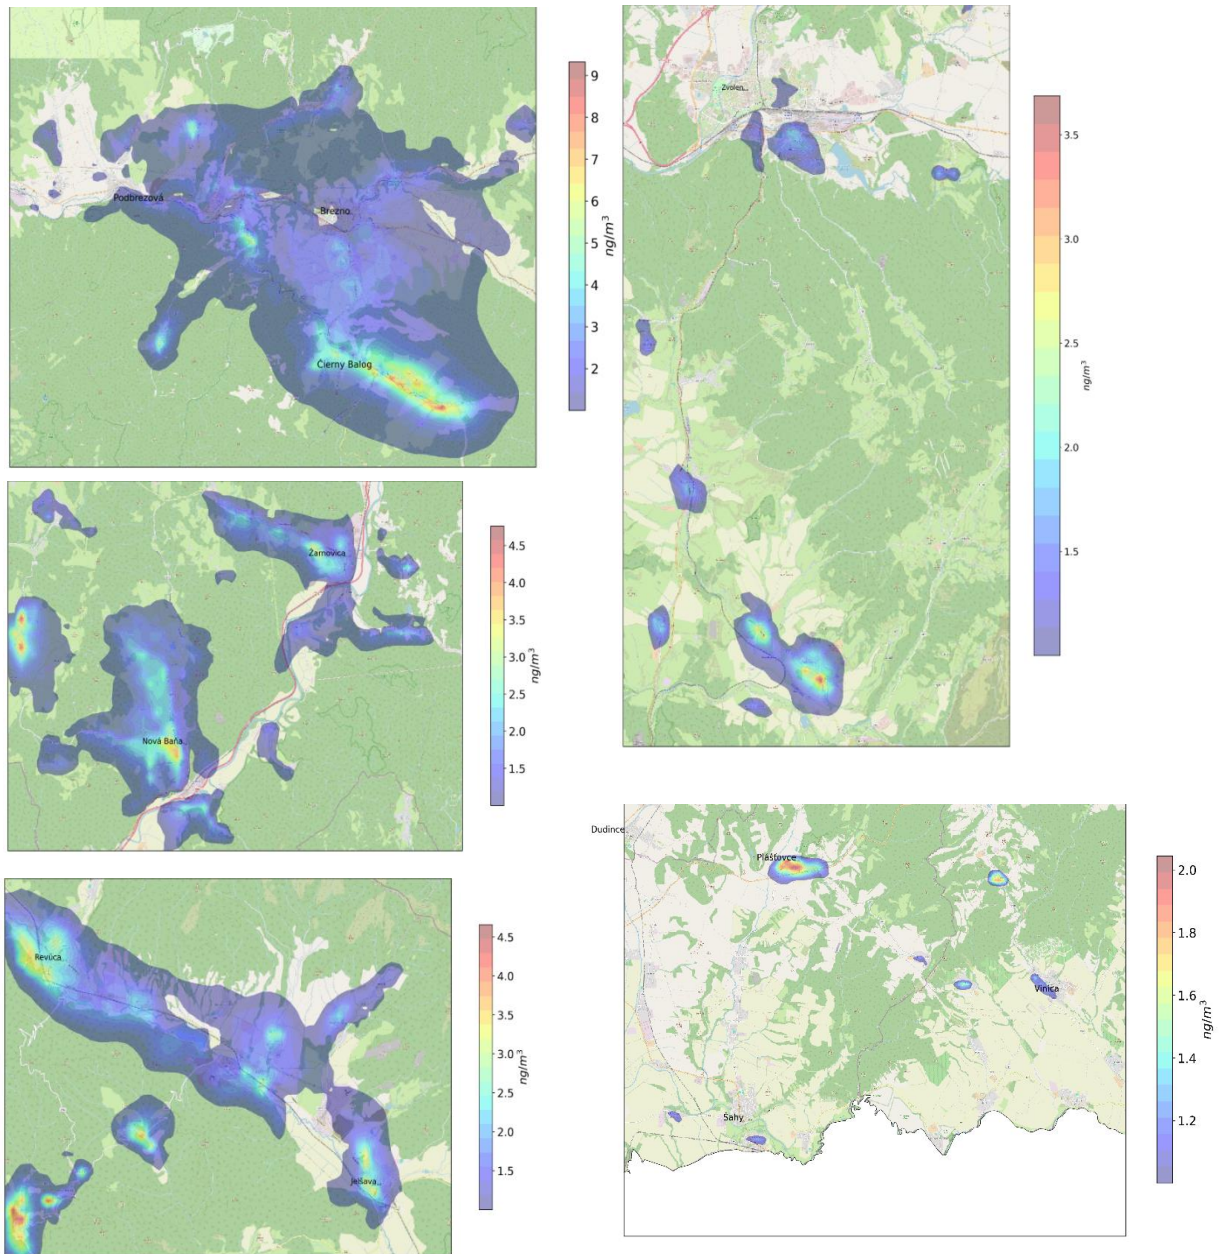 Podbrezová
Brezno
Čierny Balog
9
8
7
6
5
4
3
2
ng/m³
Zvolen
3.5
3.0
2.5
2.0
1.5
ng/m³
Žarnovica
Nová Baňa
4.5
4.0
3.5
3.0
2.5
2.0
1.5
ng/m³
Revúca
Jelšava
4.5
4.0
3.5
3.0
2.5
2.0
1.5
ng/m³
Dudince
Plášťovce
Vinica
Šahy
2.0
1.8
1.6
1.4
1.2
ng/m³